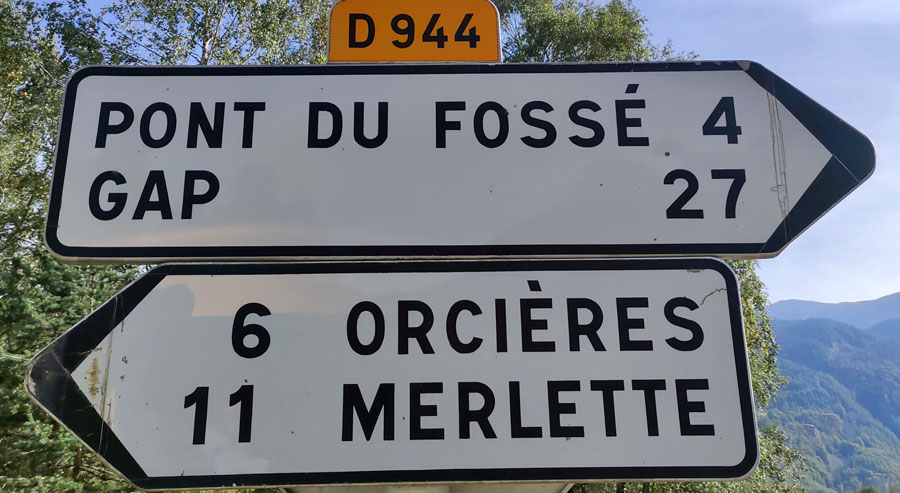 D 944
PONT DU FOSSÉ 4
GAP 27
6 ORCIÈRES
11 MERLETTE